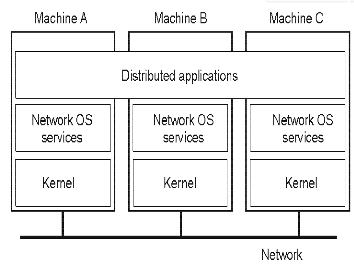 Machine A Machine B Machine C
Distributed applications
Network OS services Network OS services Network OS services
Kernel Kernel Kernel
Network